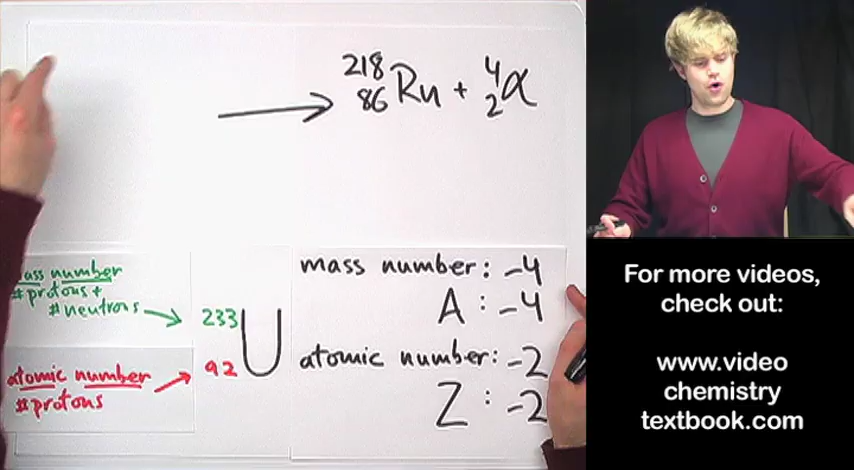 218
86 Rn + 4
2 α
mass number
#protons +
#neutrons
233
92 U
atomic number
#protons
mass number: -4
A : -4
atomic number: -2
Z : -2
For more videos,
check out:
www.video
chemistry
textbook.com